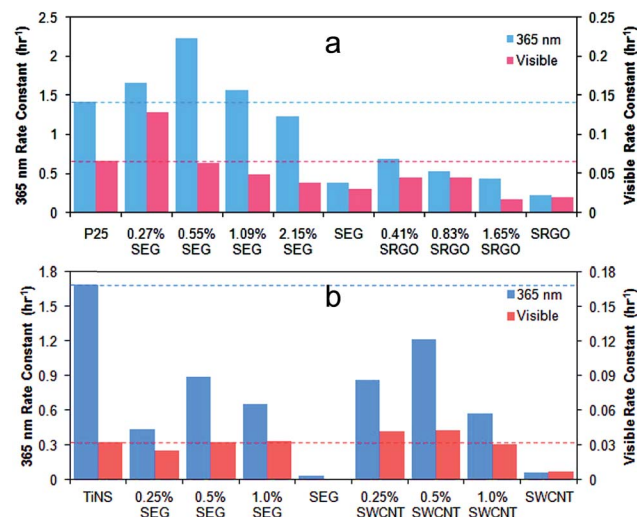 a
365 nm Rate Constant (hr⁻¹)
Visible Rate Constant (hr⁻¹)
2.5
2
1.5
1
0.5
0
0.25
0.20
0.15
0.10
0.05
0.00
365 nm
Visible
P25
0.27% SEG
0.55% SEG
1.09% SEG
2.15% SEG
SEG
0.41% SRGO
0.83% SRGO
1.65% SRGO
SRGO
b
365 nm Rate Constant (hr⁻¹)
Visible Rate Constant (hr⁻¹)
1.8
1.5
1.2
0.9
0.6
0.3
0
0.18
0.15
0.12
0.09
0.06
0.03
0.00
365 nm
Visible
TiNS
0.25% SEG
0.5% SEG
1.0% SEG
SEG
0.25% SWCNT
0.5% SWCNT
1.0% SWCNT
SWCNT